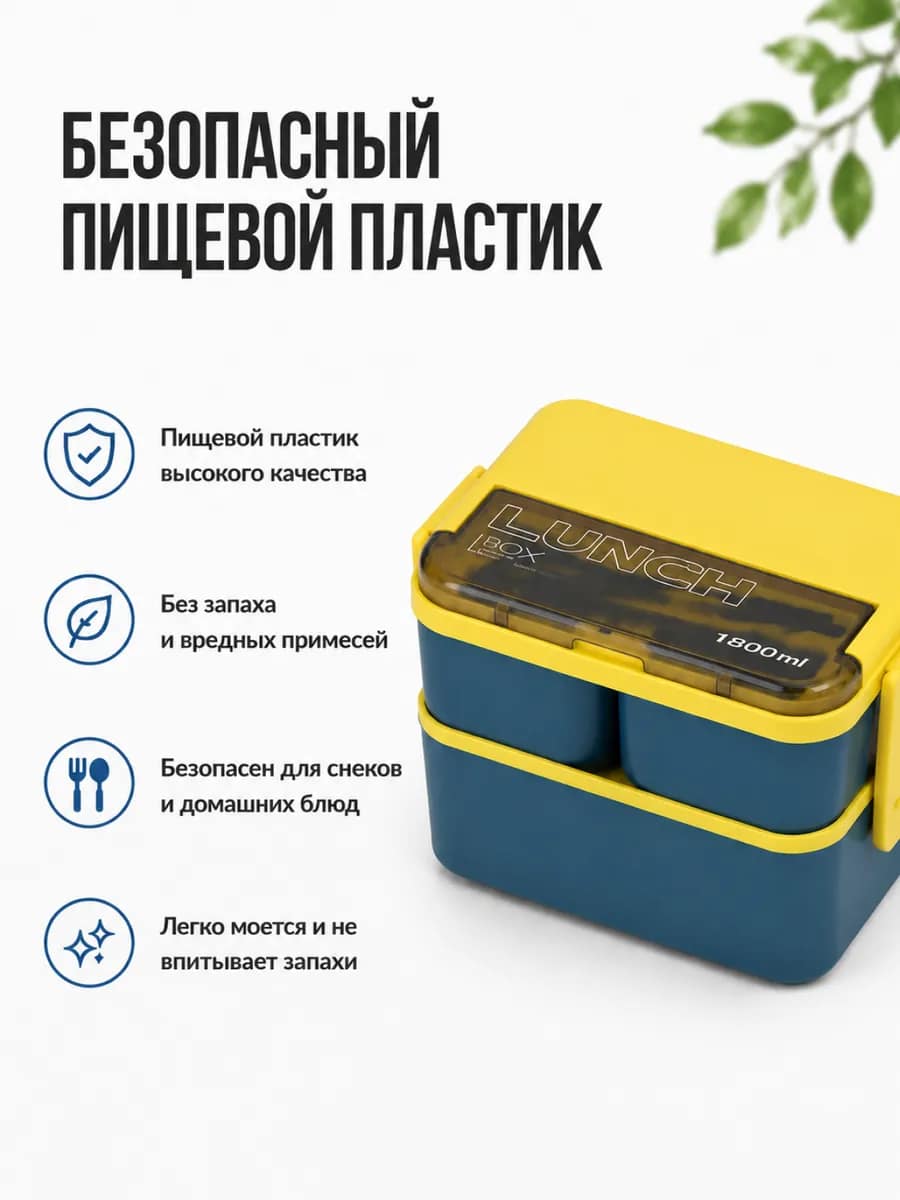 БЕЗОПАСНЫЙ
ПИЩЕВОЙ ПЛАСТИК
Пищевой пластик
высокого качества
Без запаха
и вредных примесей
Безопасен для снеков
и домашних блюд
Легко моется и не
впитывает запахи
LUNCH
BOX
1800ml